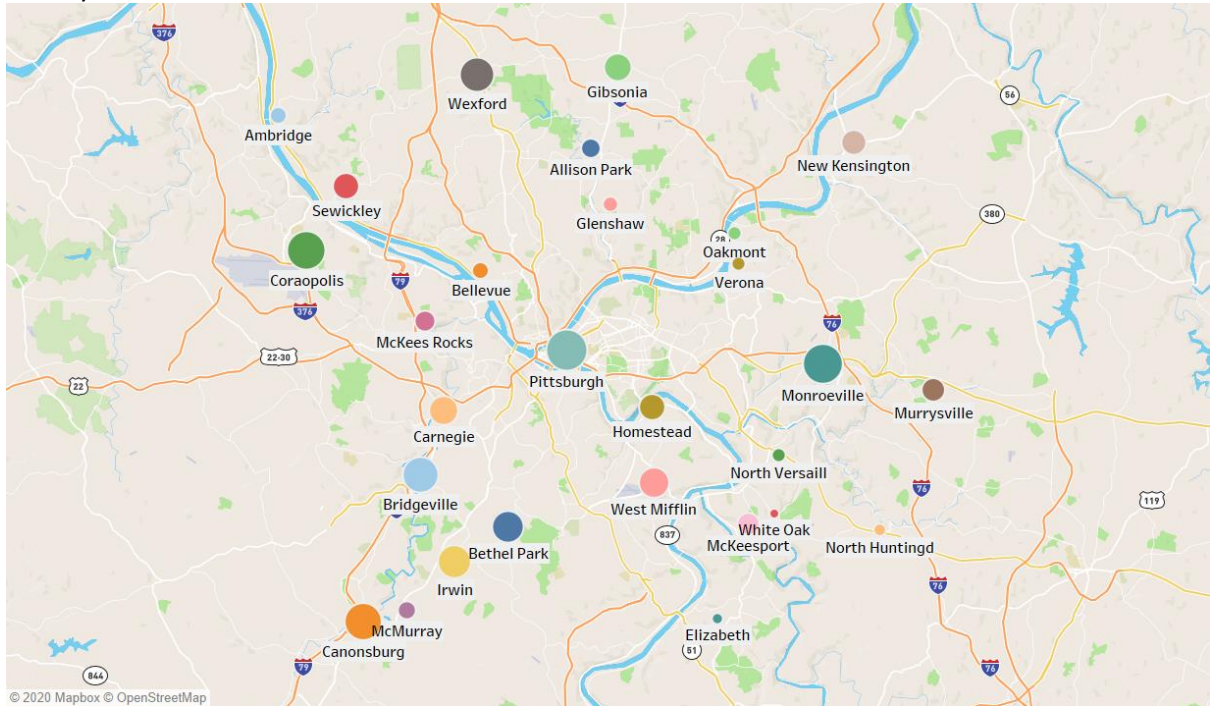 376
Wexford
Gibsonia
56
Ambridge
Allison Park
New Kensington
Sewickley
Glenshaw
380
28
Oakmont
Coraopolis
79
Bellevue
Verona
376
McKees Rocks
76
22-30
Pittsburgh
22
Monroeville
Murrysville
Carnegie
Homestead
North Versaill
76
Bridgeville
West Mifflin
119
79
White Oak
McKeesport
837
North Huntingd
Bethel Park
Irwin
76
McMurray
Canonsburg
Elizabeth
51
79
76
844
© 2020 Mapbox © OpenStreetMap